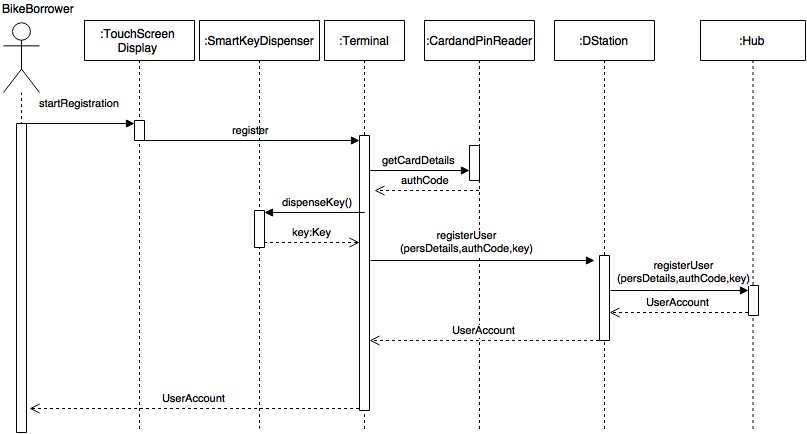 BikeBorrower
:TouchScreen
Display
:SmartKeyDispenser
:Terminal
:CardandPinReader
:DStation
:Hub
startRegistration
register
getCardDetails
authCode
dispenseKey()
key:Key
registerUser
(persDetails,authCode,key)
registerUser
(persDetails,authCode,key)
UserAccount
UserAccount
UserAccount